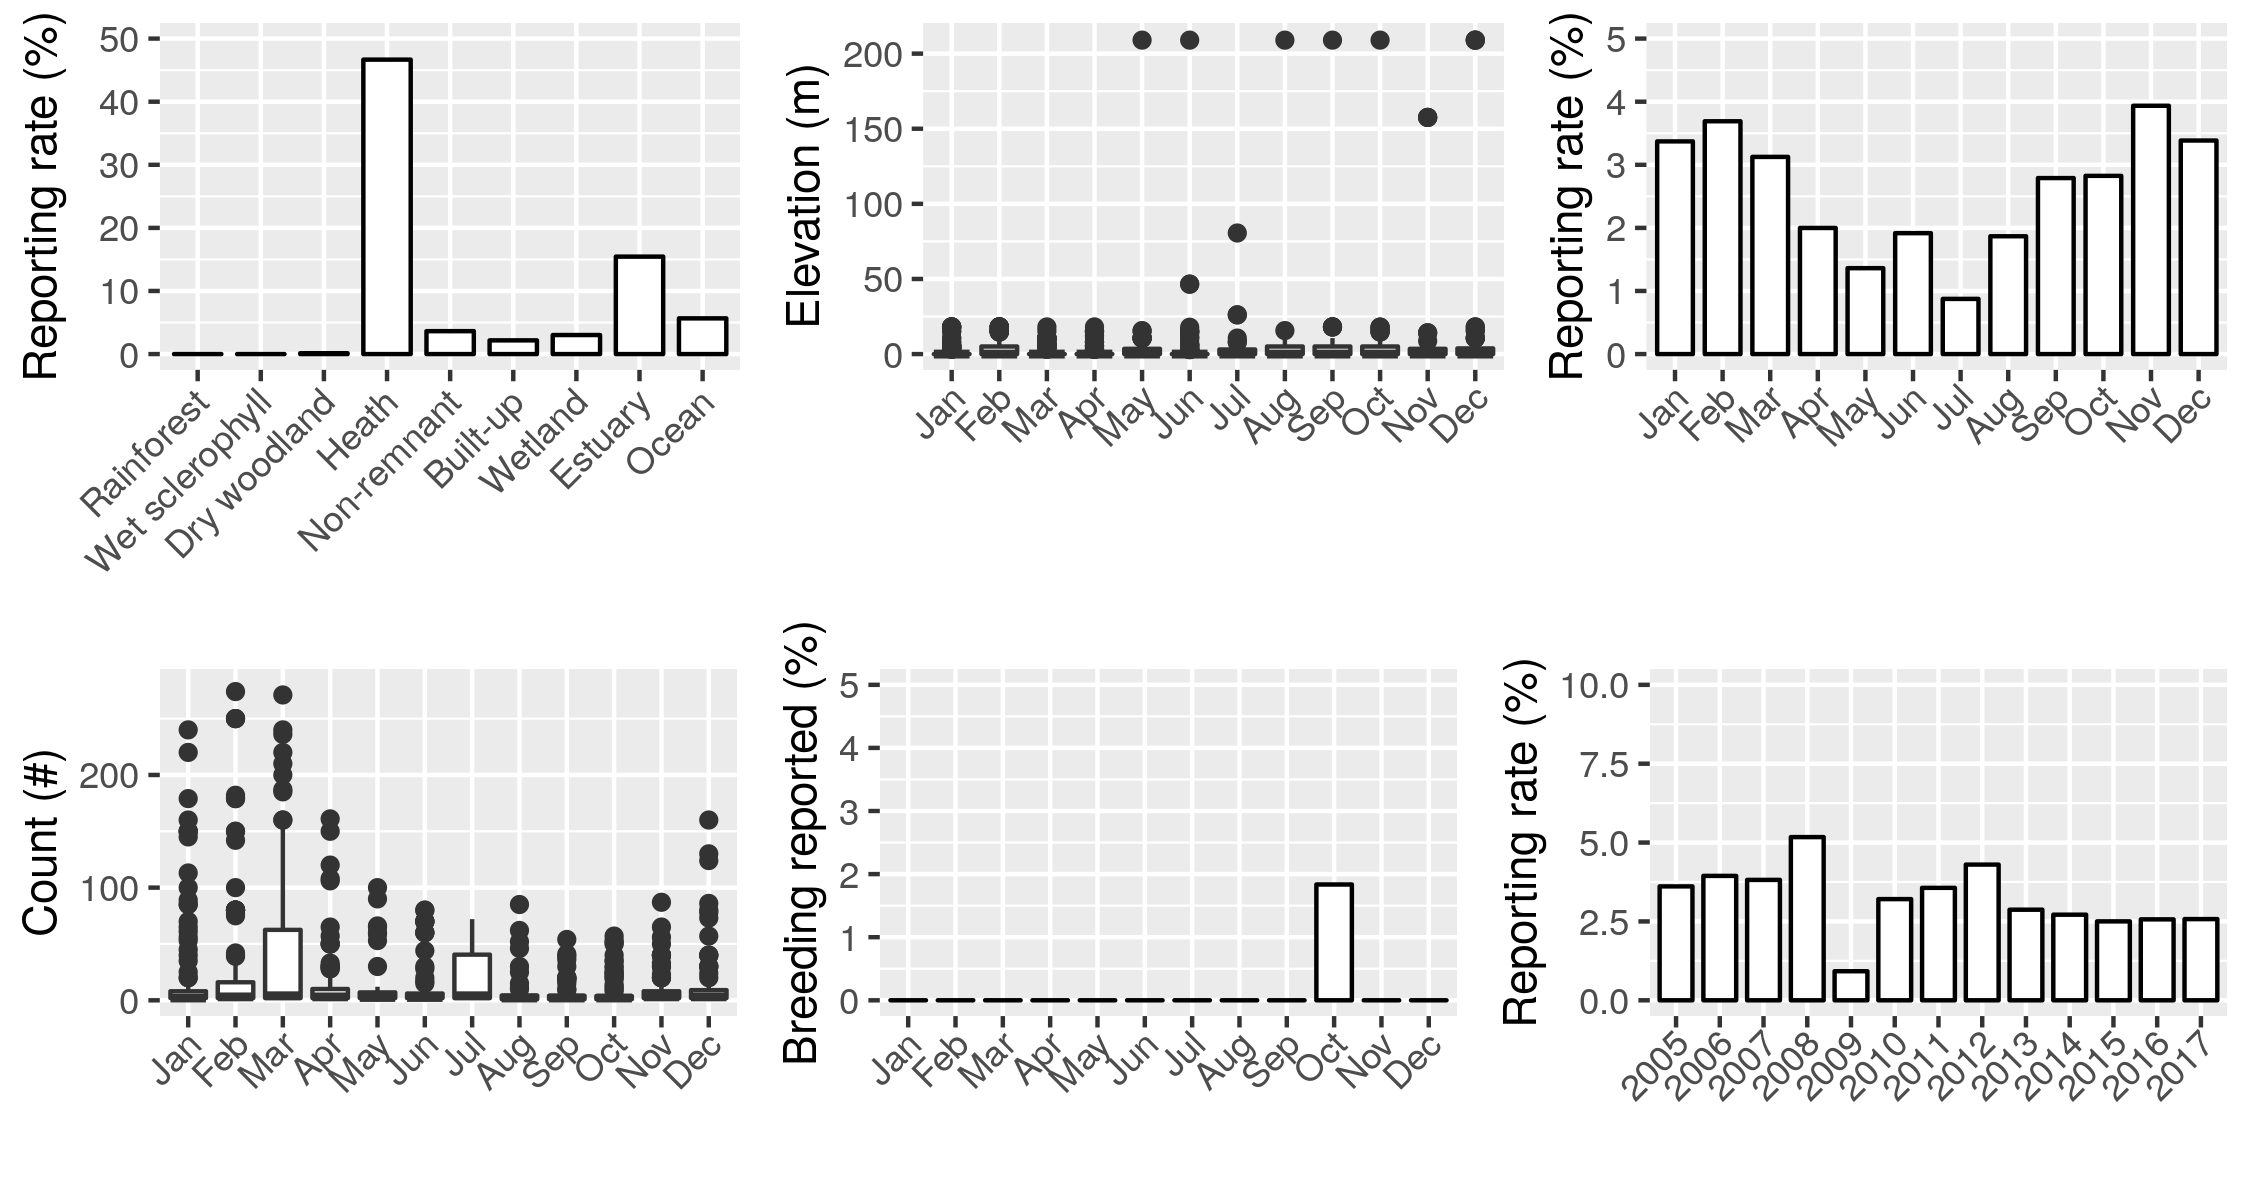 Reporting rate (%)
50
40
30
20
10
0
Rainforest
Wet sclerophyll
Dry woodland
Heath
Non-remnant
Built-up
Wetland
Estuary
Ocean
Elevation (m)
200
150
100
50
0
Jan
Feb
Mar
Apr
May
Jun
Jul
Aug
Sep
Oct
Nov
Dec
Reporting rate (%)
5
4
3
2
1
0
Jan
Feb
Mar
Apr
May
Jun
Jul
Aug
Sep
Oct
Nov
Dec
Count (#)
200
100
0
Jan
Feb
Mar
Apr
May
Jun
Jul
Aug
Sep
Oct
Nov
Dec
Breeding reported (%)
5
4
3
2
1
0
Jan
Feb
Mar
Apr
May
Jun
Jul
Aug
Sep
Oct
Nov
Dec
Reporting rate (%)
10.0
7.5
5.0
2.5
0.0
2005
2006
2007
2008
2009
2010
2011
2012
2013
2014
2015
2016
2017